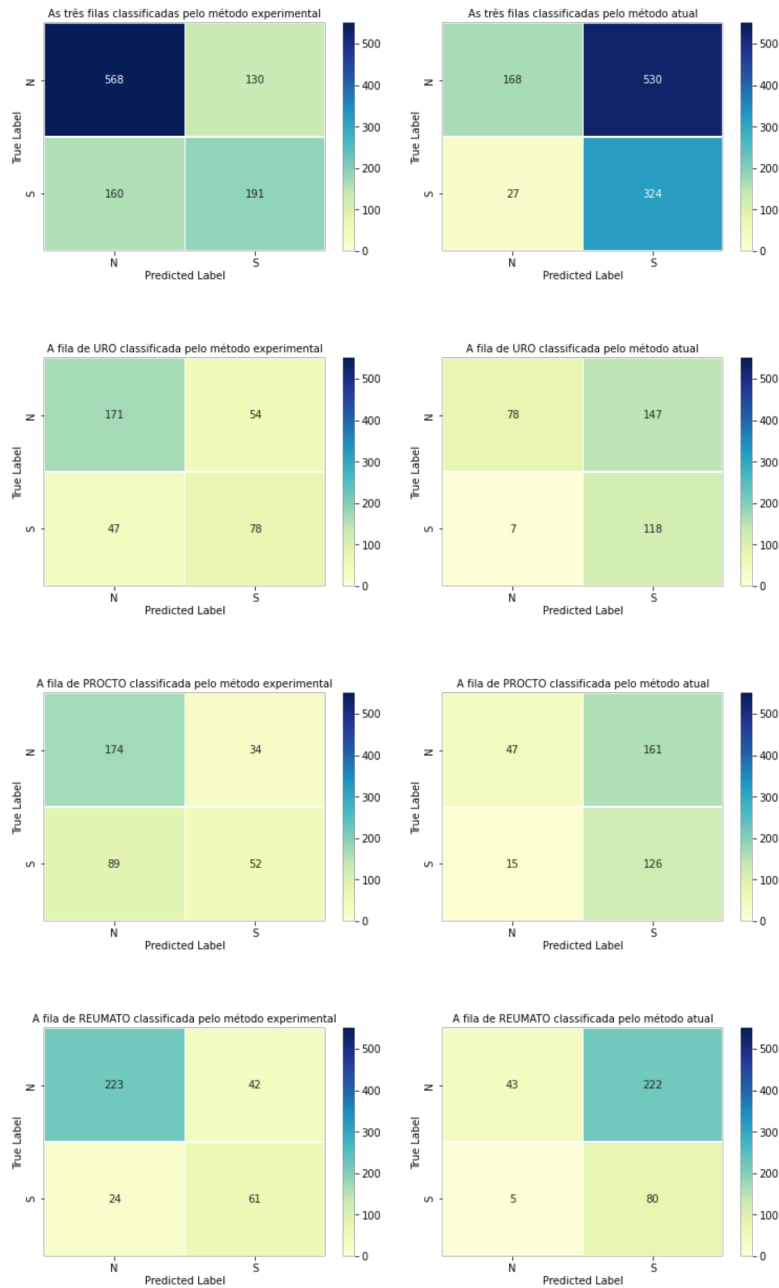 As três filas classificadas pelo método experimental
As três filas classificadas pelo método atual
True Label
N
S
568
130
160
191
N
S
Predicted Label
500
400
300
200
100
0
True Label
N
S
168
530
27
324
N
S
Predicted Label
500
400
300
200
100
0
A fila de URO classificada pelo método experimental
A fila de URO classificada pelo método atual
True Label
N
S
171
54
47
78
N
S
Predicted Label
500
400
300
200
100
0
True Label
N
S
78
147
7
118
N
S
Predicted Label
500
400
300
200
100
0
A fila de PROCTO classificada pelo método experimental
A fila de PROCTO classificada pelo método atual
True Label
N
S
174
34
89
52
N
S
Predicted Label
500
400
300
200
100
0
True Label
N
S
47
161
15
126
N
S
Predicted Label
500
400
300
200
100
0
A fila de REUMATO classificada pelo método experimental
A fila de REUMATO classificada pelo método atual
True Label
N
S
223
42
24
61
N
S
Predicted Label
500
400
300
200
100
0
True Label
N
S
43
222
5
80
N
S
Predicted Label
500
400
300
200
100
0